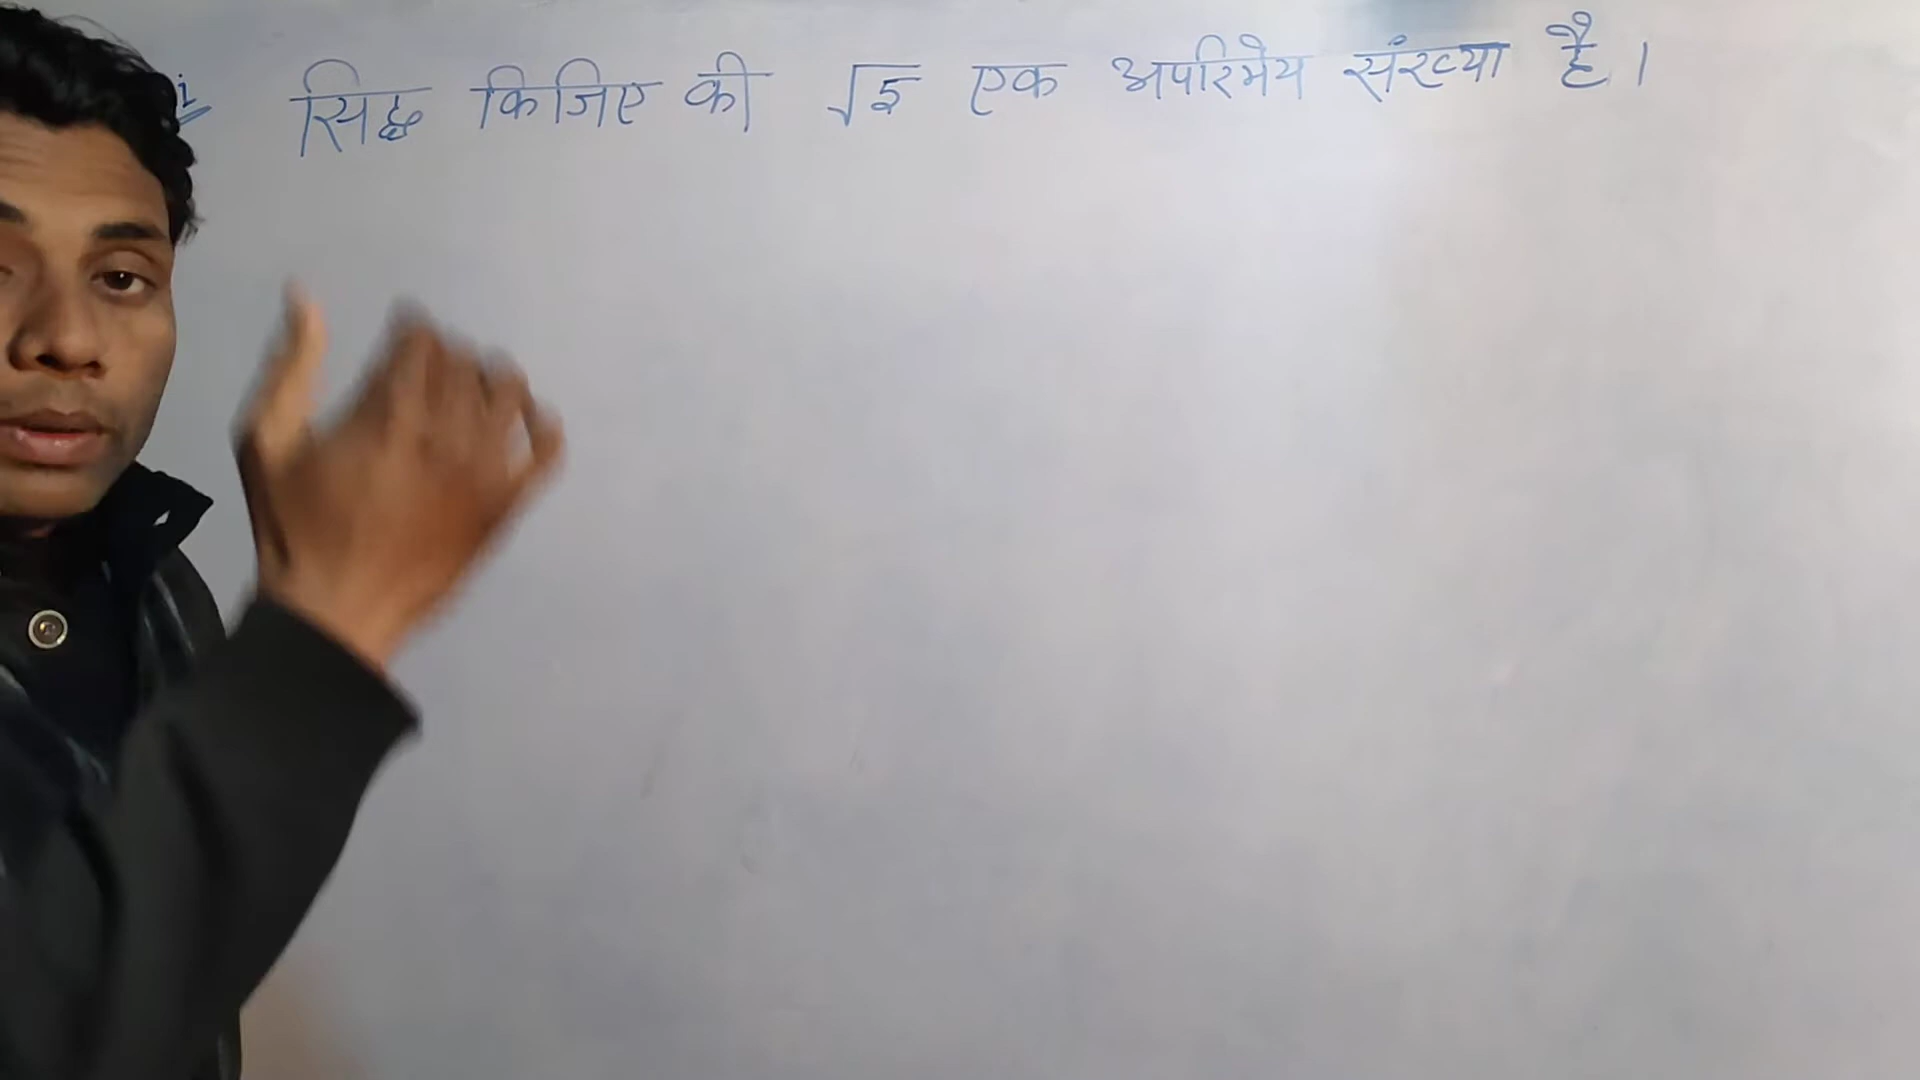 सिद्ध किजिए की √5 एक अपरिमेय संख्या है।